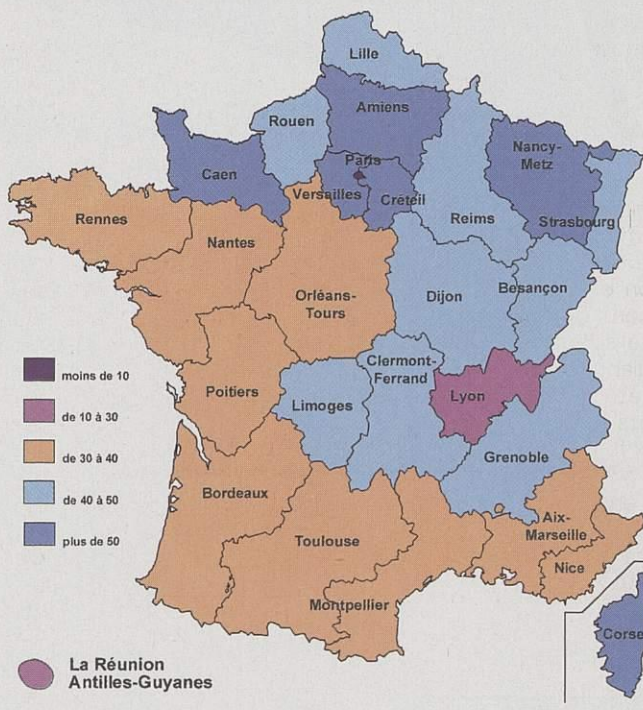 Lille
Amiens
Rouen
Nancy-
Metz
Caen
Paris
Versailles
Créteil
Reims
Strasbourg
Rennes
Nantes
Orléans-
Tours
Dijon
Besançon
Clermont-
Ferrand
Lyon
Limoges
Poitiers
Grenoble
Bordeaux
Toulouse
Aix-
Marseille
Nice
Montpellier
Corse
moins de 10
de 10 à 30
de 30 à 40
de 40 à 50
plus de 50
La Réunion
Antilles-Guyanes